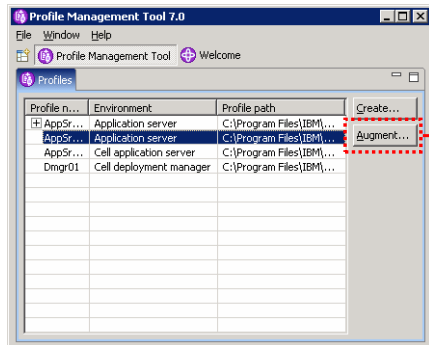 Profile Management Tool 7.0
File Window Help
Profile Management Tool Welcome
Profiles
Profile n... Environment Profile path Create...
AppSr... Application server C:\Program Files\IBM\...
AppSr... Application server C:\Program Files\IBM\... Augment...
AppSr... Cell application server C:\Program Files\IBM\...
Dmgr01 Cell deployment manager C:\Program Files\IBM\...